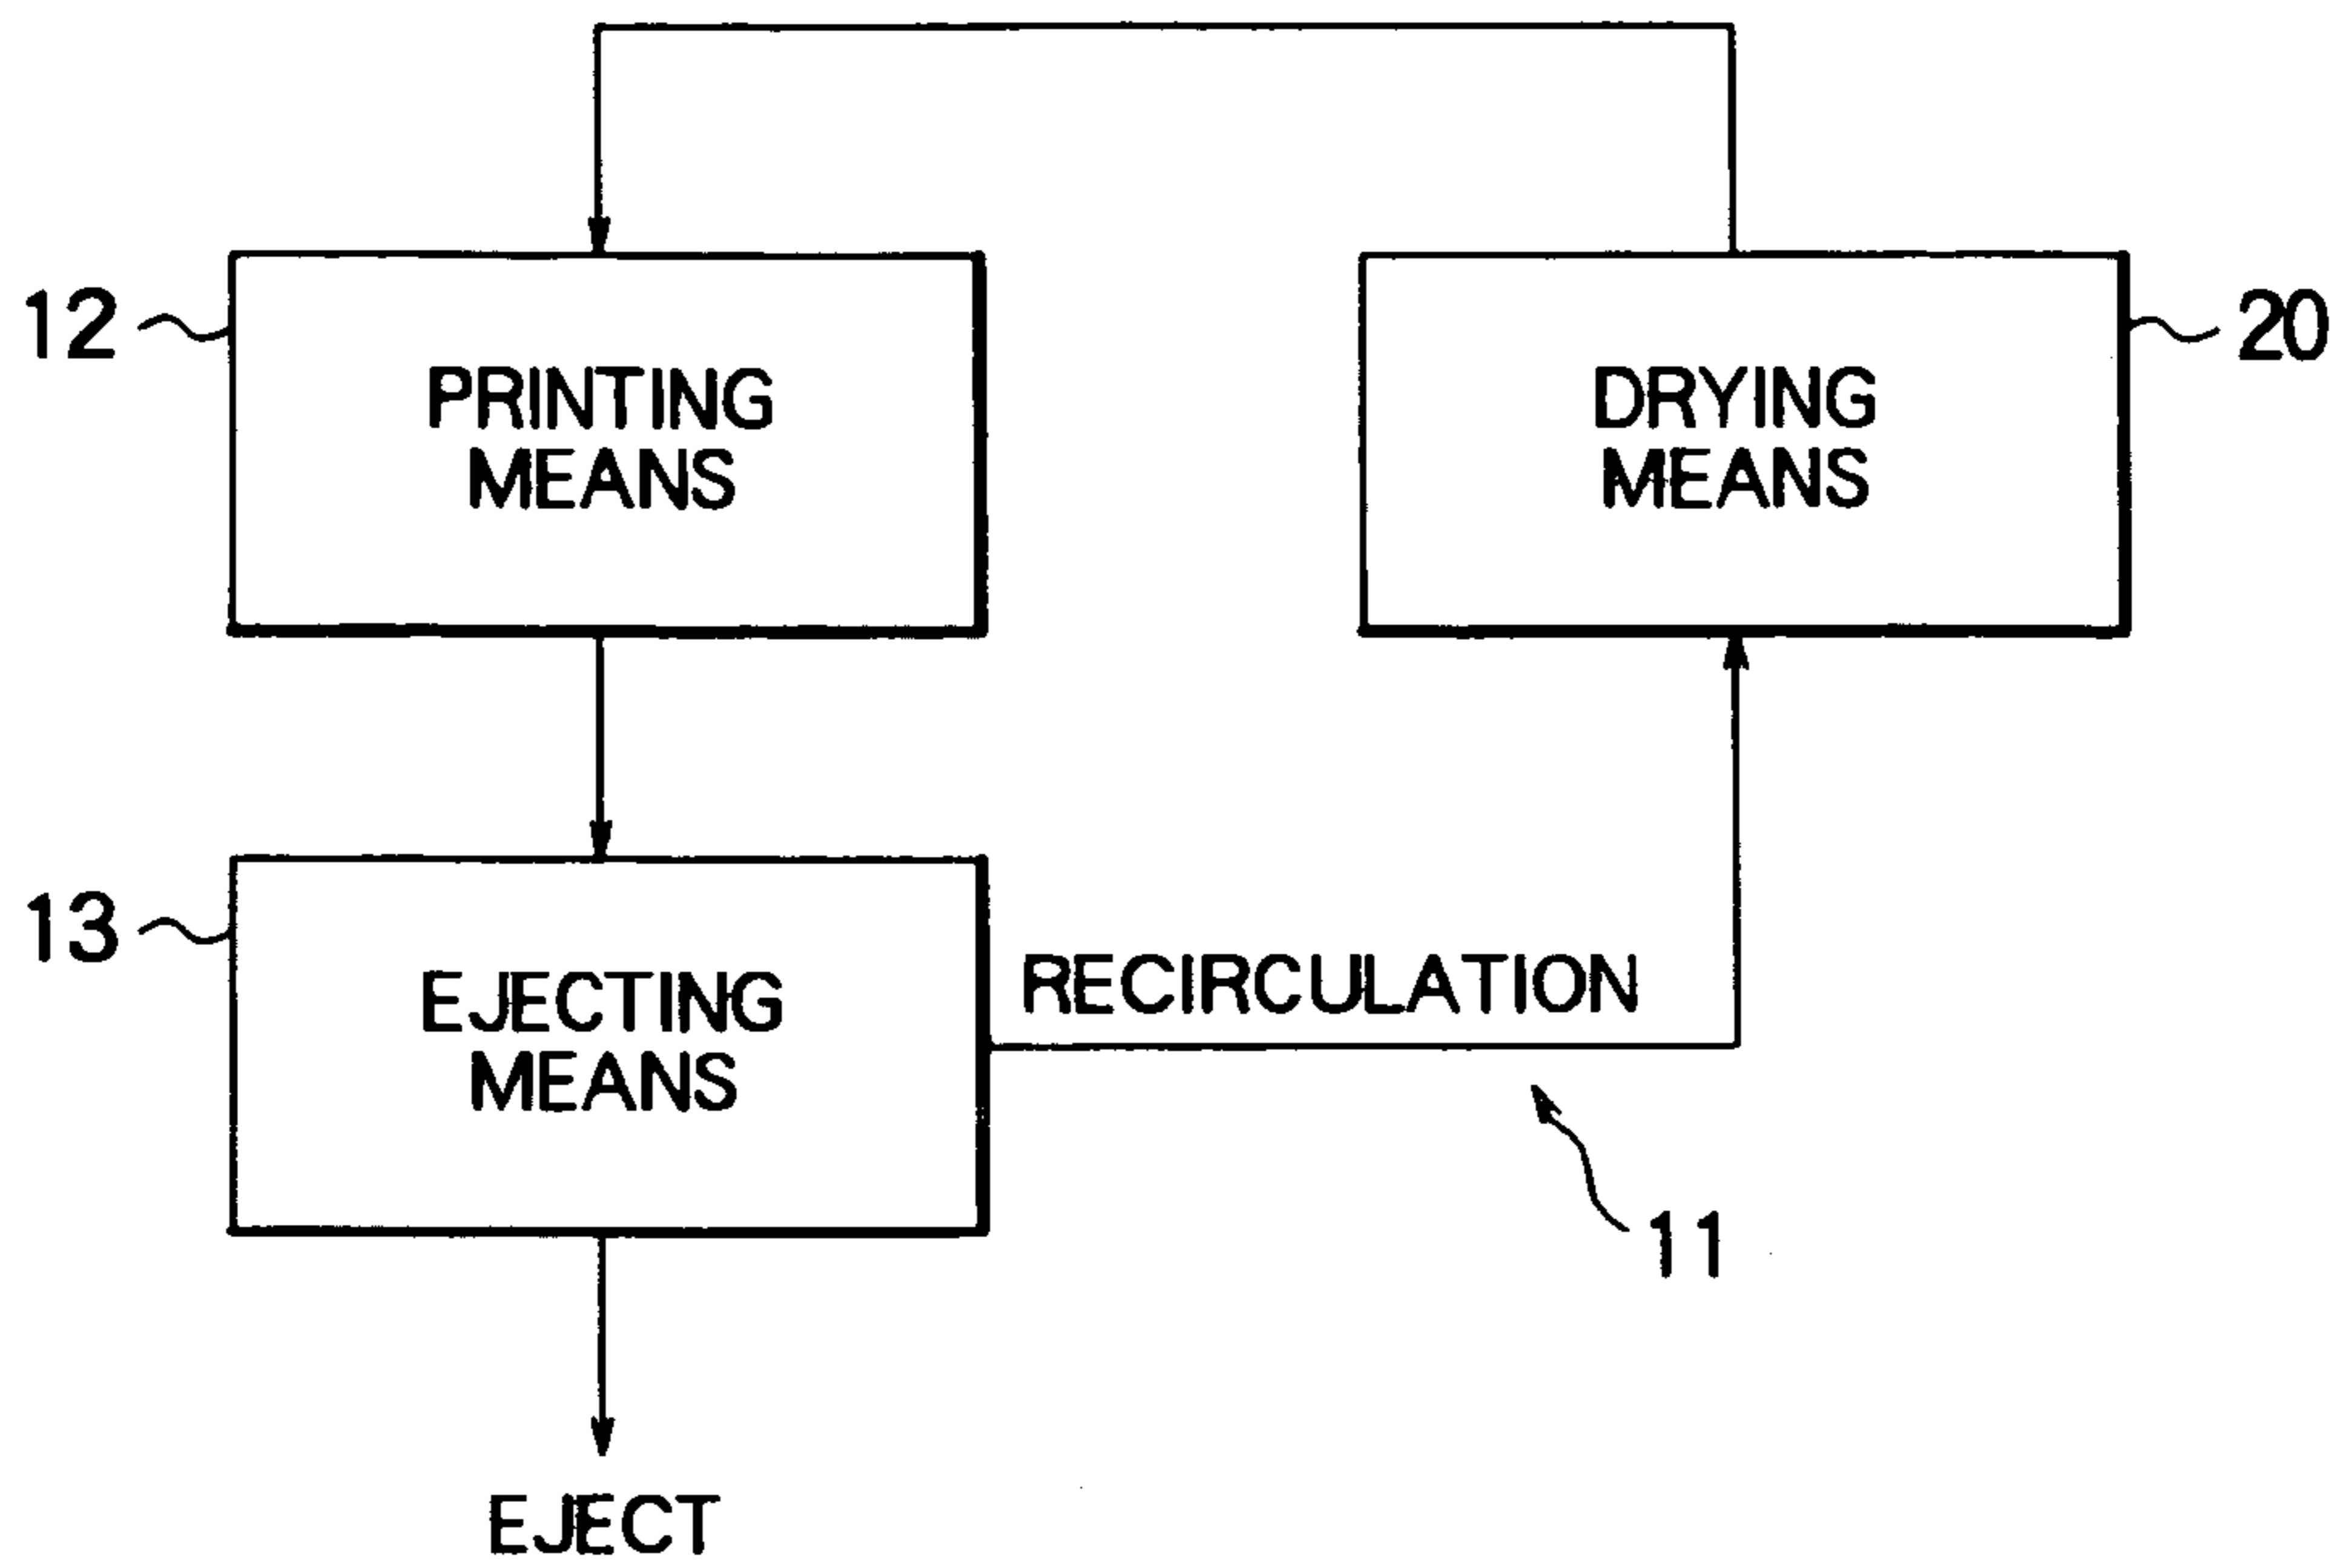 12
PRINTING
MEANS
DRYING
MEANS
20
13
EJECTING
MEANS
RECIRCULATION
11
EJECT